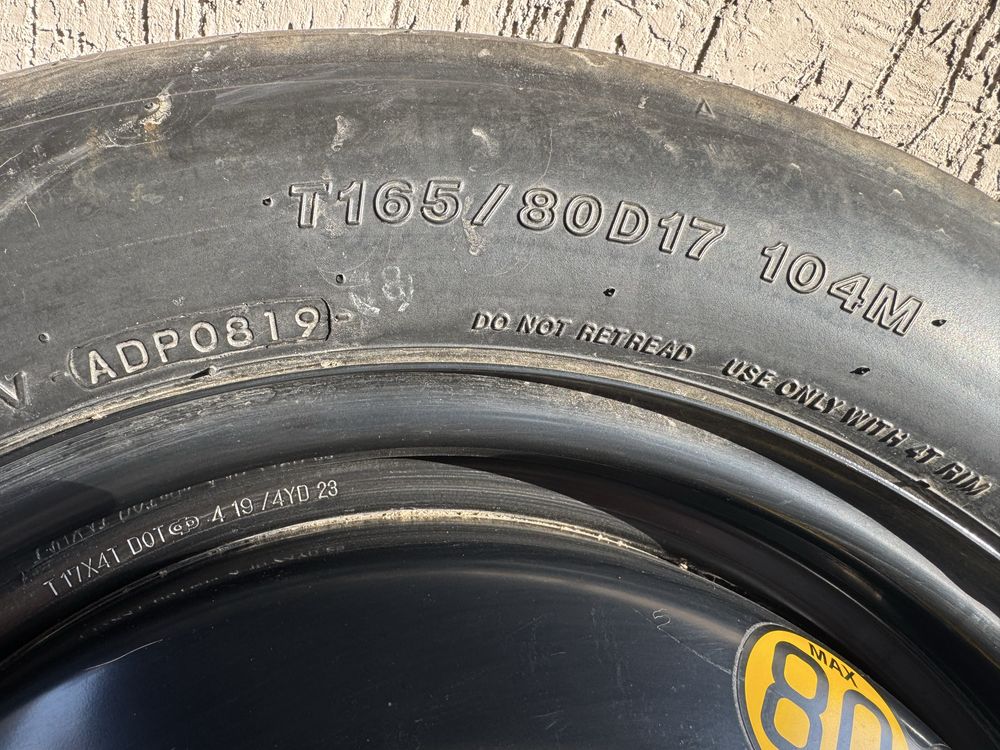 T165/80D17 104M
ADP0819
DO NOT RETREAD
USE ONLY WITH 4T RIM
T17X4T DOT 4 19 /4YD 23
MAX
80